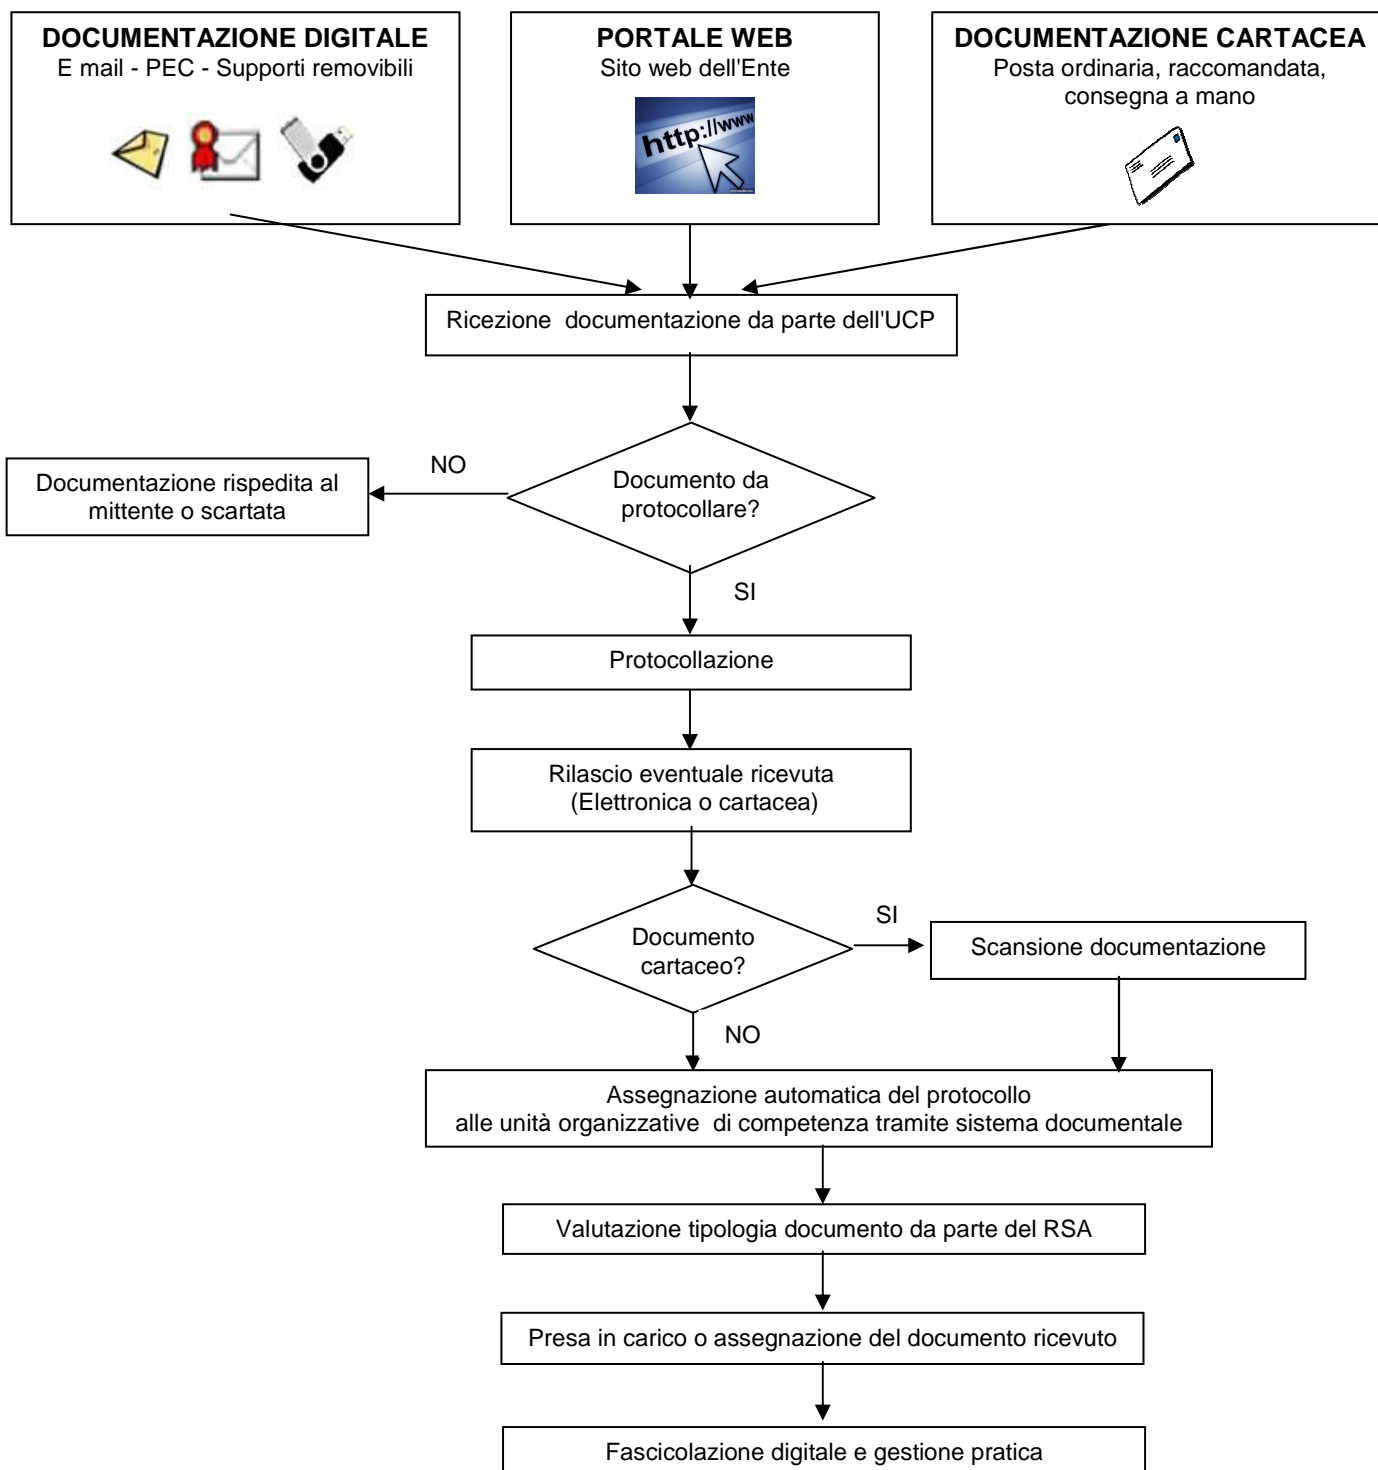 DOCUMENTAZIONE DIGITALE
E mail - PEC - Supporti removibili
PORTALE WEB
Sito web dell'Ente
http://www
DOCUMENTAZIONE CARTACEA
Posta ordinaria, raccomandata,
consegna a mano
Ricezione documentazione da parte dell'UCP
Documento da
protocollare?
NO
Documentazione rispedita al
mittente o scartata
SI
Protocollazione
Rilascio eventuale ricevuta
(Elettronica o cartacea)
Documento
cartaceo?
SI
Scansione documentazione
NO
Assegnazione automatica del protocollo
alle unità organizzative di competenza tramite sistema documentale
Valutazione tipologia documento da parte del RSA
Presa in carico o assegnazione del documento ricevuto
Fascicolazione digitale e gestione pratica